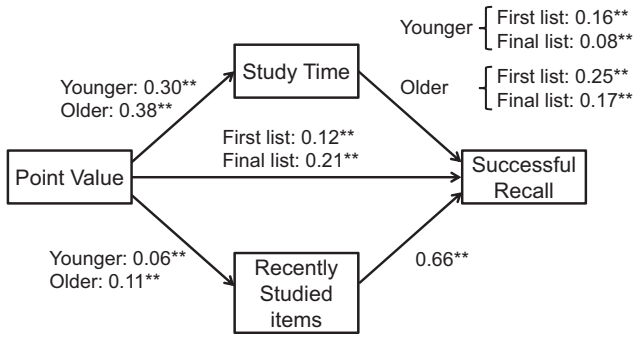 Younger
First list: 0.16**
Final list: 0.08**
Older
First list: 0.25**
Final list: 0.17**
Study Time
Younger: 0.30**
Older: 0.38**
First list: 0.12**
Final list: 0.21**
Point Value
Successful
Recall
Younger: 0.06**
Older: 0.11**
Recently
Studied
items
0.66**